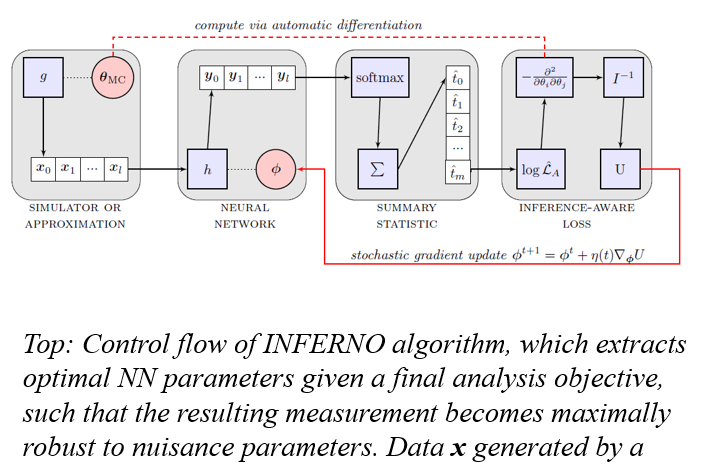 compute via automatic differentiation
g θ_MC
x_0 x_1 ⋯ x_l
SIMULATOR OR
APPROXIMATION
y_0 y_1 ⋯ y_l
h ϕ
NEURAL
NETWORK
softmax
∑
t̂_0
t̂_1
t̂_2
...
t̂_m
SUMMARY
STATISTIC
−∂²/∂θ_i∂θ_j I⁻¹
log ℒ̂_A U
INFERENCE-AWARE
LOSS
stochastic gradient update ϕ^{t+1} = ϕ^t + η(t)∇_ϕ U
Top: Control flow of INFERNO algorithm, which extracts
optimal NN parameters given a final analysis objective,
such that the resulting measurement becomes maximally
robust to nuisance parameters. Data x generated by a